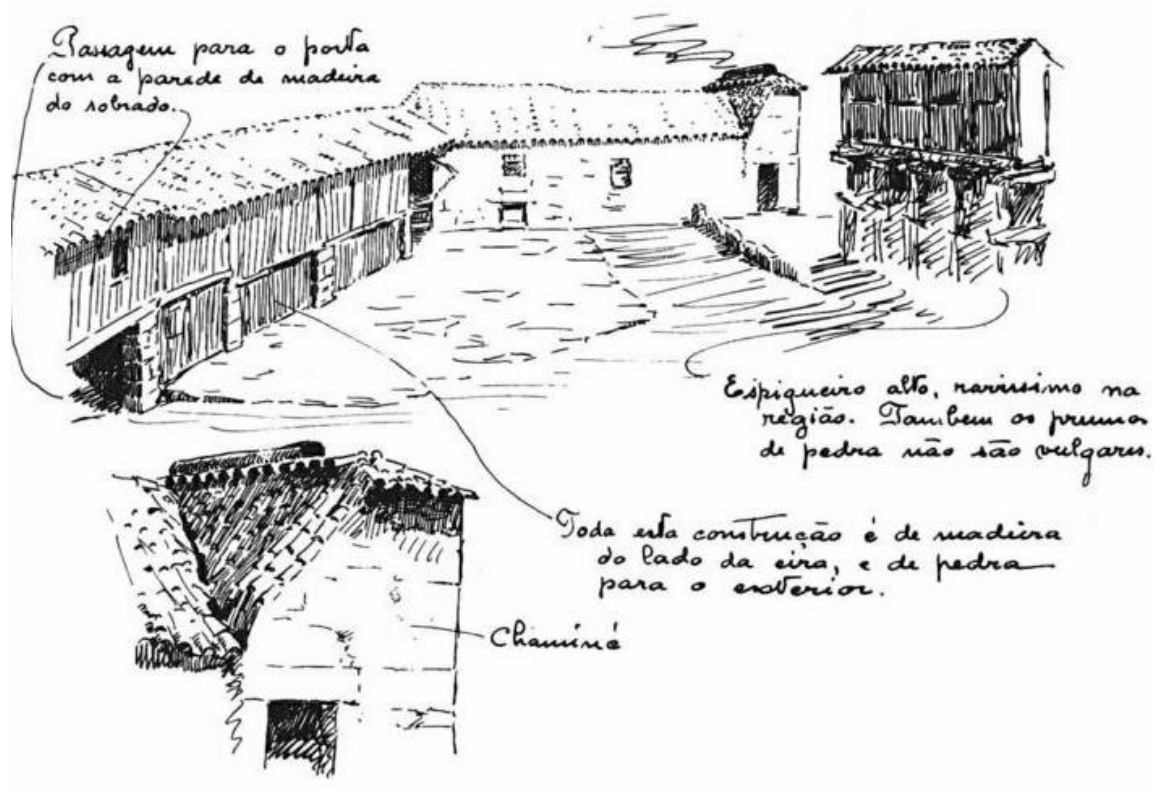 Passagem para o porta
com a parede de madeira
do sobrado.
Espigueiro alto, rarissimo na
região. Tambem os prumos
de pedra não são vulgares.
Toda esta construção é de madeira
do lado da eira, e de pedra
para o exterior.
Chaminé